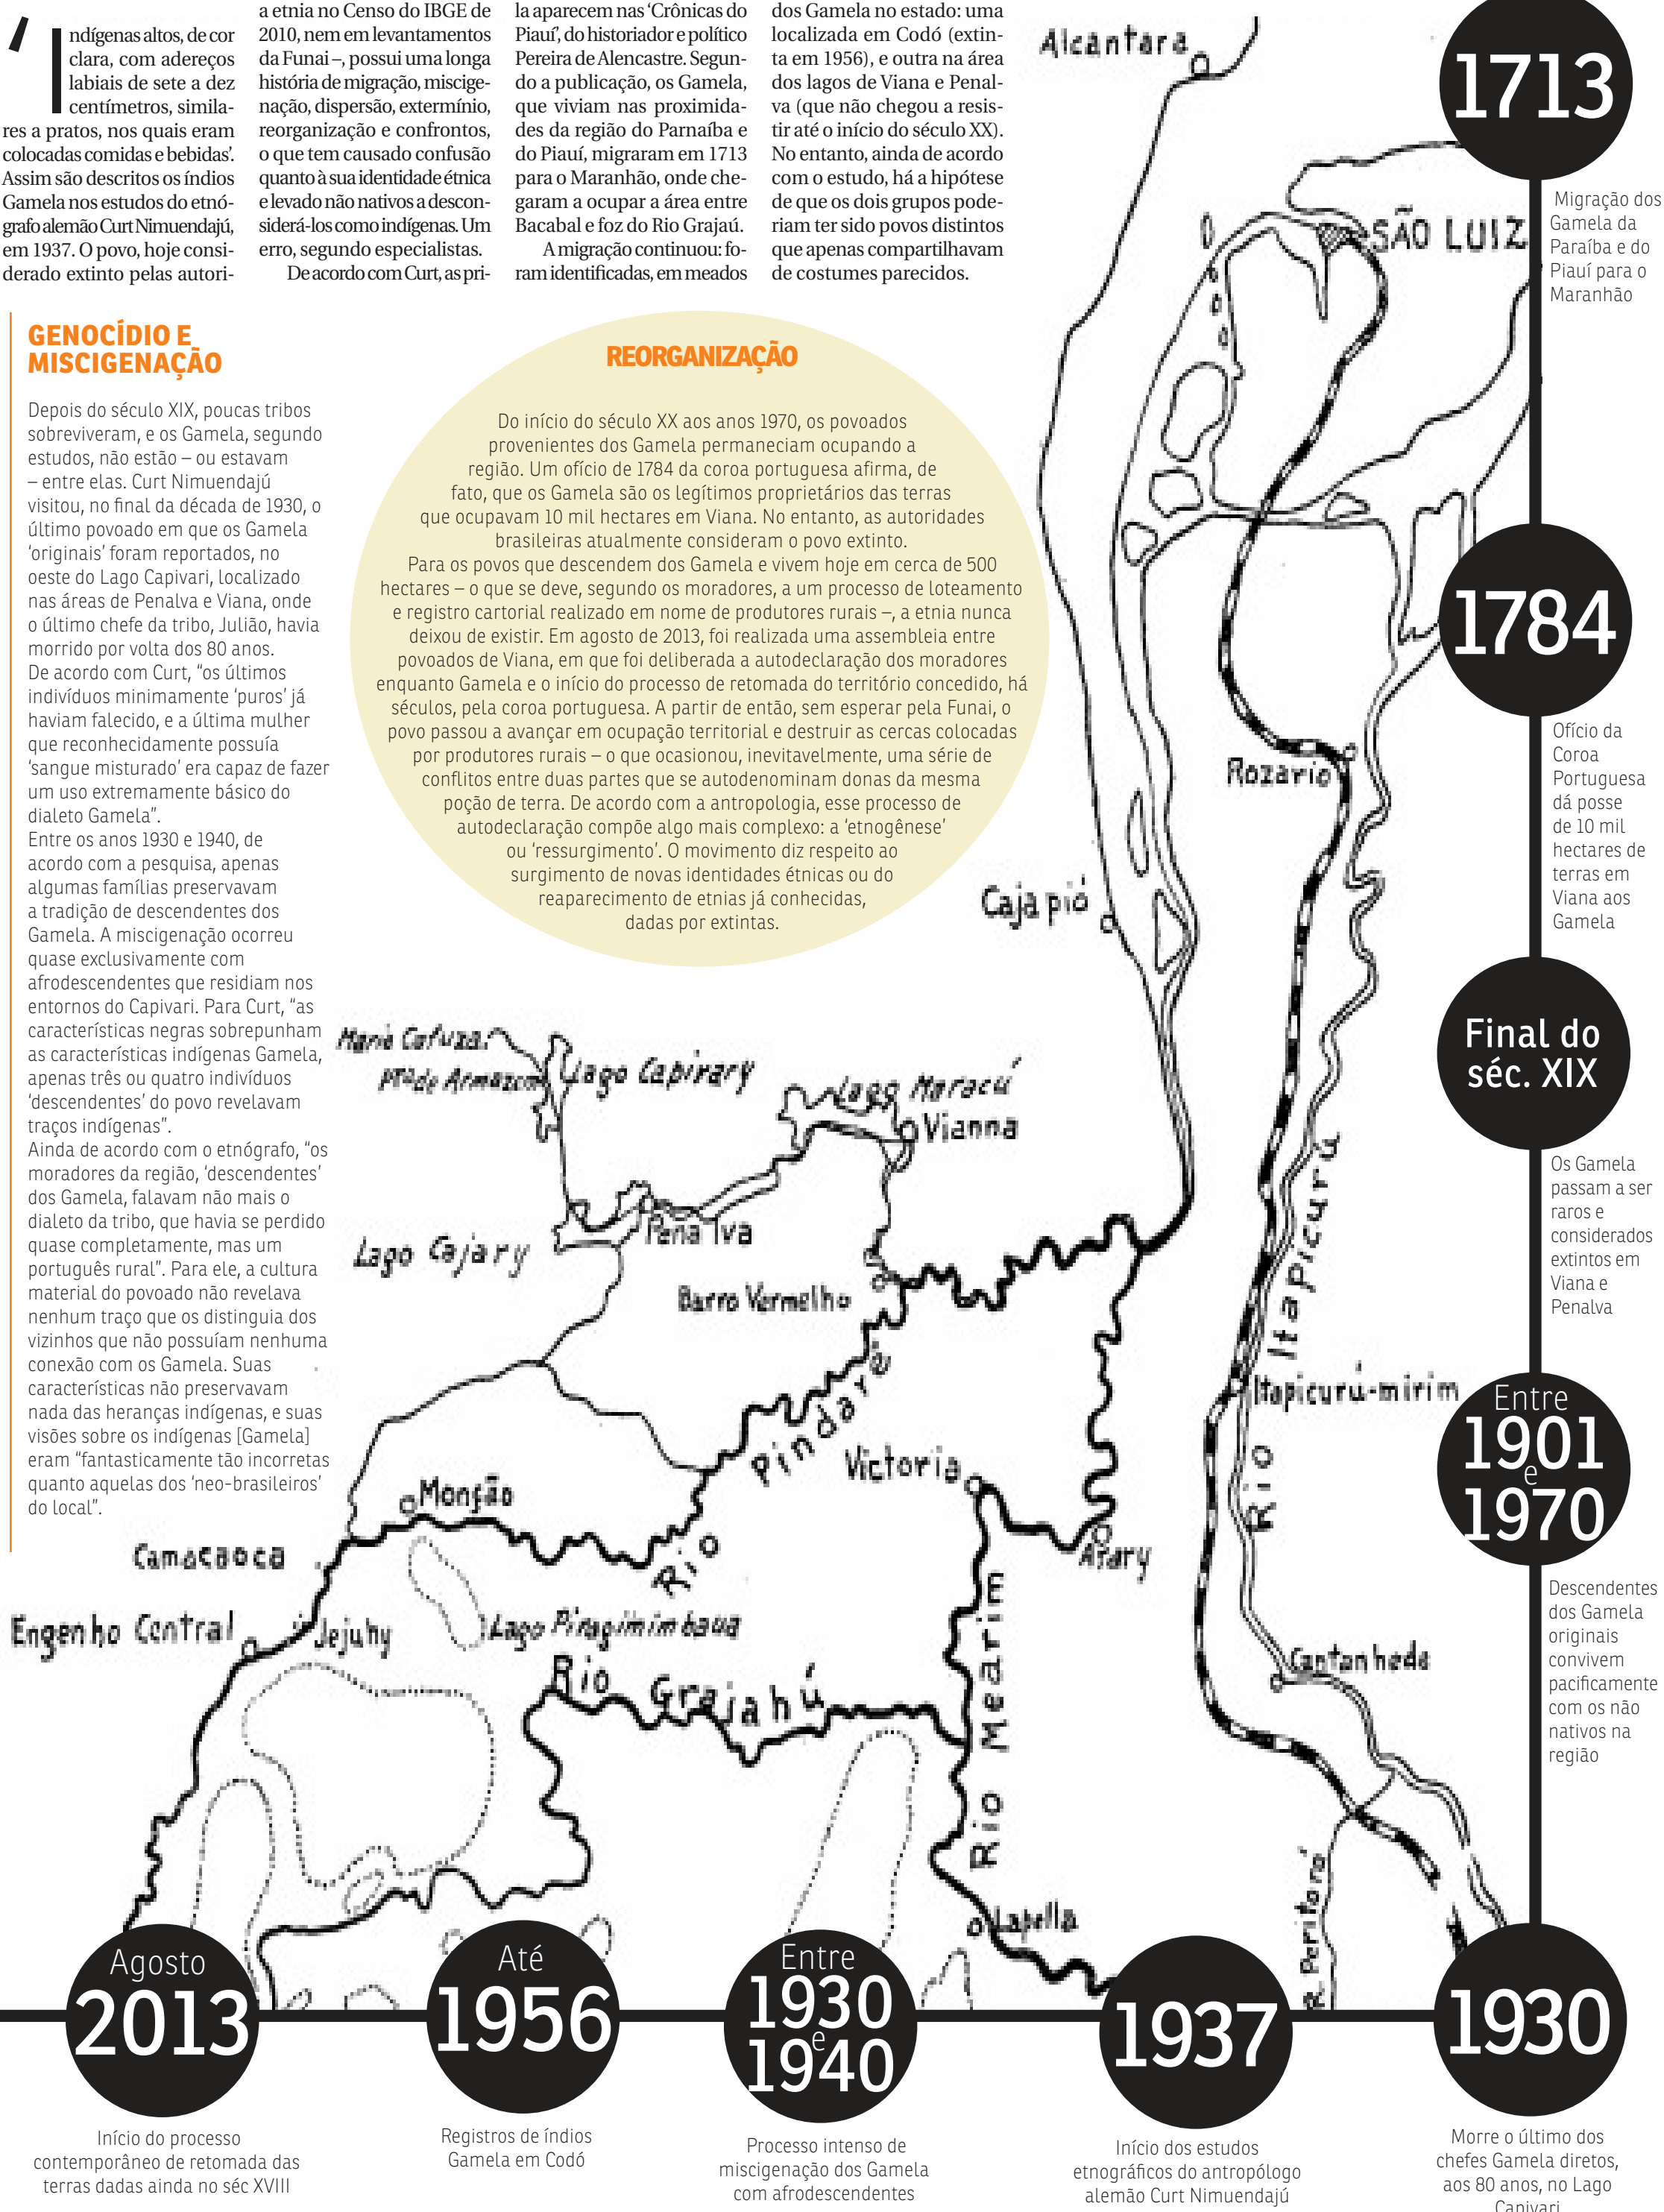 ‘Indígenas altos, de cor
clara, com adereços
labiais de sete a dez
centímetros, simila-
res a pratos, nos quais eram
colocadas comidas e bebidas’.
Assim são descritos os índios
Gamela nos estudos do etnó-
grafo alemão Curt Nimuendajú,
em 1937. O povo, hoje consi-
derado extinto pelas autori-
a etnia no Censo do IBGE de
2010, nem em levantamentos
da Funai –, possui uma longa
história de migração, miscige-
nação, dispersão, extermínio,
reorganização e confrontos,
o que tem causado confusão
quanto à sua identidade étnica
e levado não nativos a descon-
siderá-los como indígenas. Um
erro, segundo especialistas.
De acordo com Curt, as pri-
la aparecem nas ‘Crônicas do
Piauí’, do historiador e político
Pereira de Alencastre. Segun-
do a publicação, os Gamela,
que viviam nas proximida-
des da região do Parnaíba e
do Piauí, migraram em 1713
para o Maranhão, onde che-
garam a ocupar a área entre
Bacabal e foz do Rio Grajaú.
A migração continuou: fo-
ram identificadas, em meados
dos Gamela no estado: uma
localizada em Codó (extin-
ta em 1956), e outra na área
dos lagos de Viana e Penal-
va (que não chegou a resis-
tir até o início do século XX).
No entanto, ainda de acordo
com o estudo, há a hipótese
de que os dois grupos pode-
riam ter sido povos distintos
que apenas compartilhavam
de costumes parecidos.
GENOCÍDIO E
MISCIGENAÇÃO
Depois do século XIX, poucas tribos
sobreviveram, e os Gamela, segundo
estudos, não estão – ou estavam
– entre elas. Curt Nimuendajú
visitou, no final da década de 1930, o
último povoado em que os Gamela
‘originais’ foram reportados, no
oeste do Lago Capivari, localizado
nas áreas de Penalva e Viana, onde
o último chefe da tribo, Julião, havia
morrido por volta dos 80 anos.
De acordo com Curt, “os últimos
indivíduos minimamente ‘puros’ já
haviam falecido, e a última mulher
que reconhecidamente possuía
‘sangue misturado’ era capaz de fazer
um uso extremamente básico do
dialeto Gamela”.
Entre os anos 1930 e 1940, de
acordo com a pesquisa, apenas
algumas famílias preservavam
a tradição de descendentes dos
Gamela. A miscigenação ocorreu
quase exclusivamente com
afrodescendentes que residiam nos
entornos do Capivari. Para Curt, “as
características negras sobrepunham
as características indígenas Gamela,
apenas três ou quatro indivíduos
‘descendentes’ do povo revelavam
traços indígenas”.
Ainda de acordo com o etnógrafo, “os
moradores da região, ‘descendentes’
dos Gamela, falavam não mais o
dialeto da tribo, que havia se perdido
quase completamente, mas um
português rural”. Para ele, a cultura
material do povoado não revelava
nenhum traço que os distinguia dos
vizinhos que não possuíam nenhuma
conexão com os Gamela. Suas
características não preservavam
nada das heranças indígenas, e suas
visões sobre os indígenas [Gamela]
eram “fantasticamente tão incorretas
quanto aquelas dos ‘neo-brasileiros’
do local”.
REORGANIZAÇÃO
Do início do século XX aos anos 1970, os povoados
provenientes dos Gamela permaneciam ocupando a
região. Um ofício de 1784 da coroa portuguesa afirma, de
fato, que os Gamela são os legítimos proprietários das terras
que ocupavam 10 mil hectares em Viana. No entanto, as autoridades
brasileiras atualmente consideram o povo extinto.
Para os povos que descendem dos Gamela e vivem hoje em cerca de 500
hectares – o que se deve, segundo os moradores, a um processo de loteamento
e registro cartorial realizado em nome de produtores rurais –, a etnia nunca
deixou de existir. Em agosto de 2013, foi realizada uma assembleia entre
povoados de Viana, em que foi deliberada a autodeclaração dos moradores
enquanto Gamela e o início do processo de retomada do território concedido, há
séculos, pela coroa portuguesa. A partir de então, sem esperar pela Funai, o
povo passou a avançar em ocupação territorial e destruir as cercas colocadas
por produtores rurais – o que ocasionou, inevitavelmente, uma série de
conflitos entre duas partes que se autodenominam donas da mesma
poção de terra. De acordo com a antropologia, esse processo de
autodeclaração compõe algo mais complexo: a ‘etnogênese’
ou ‘ressurgimento’. O movimento diz respeito ao
surgimento de novas identidades étnicas ou do
reaparecimento de etnias já conhecidas,
dadas por extintas.
Alcântara
SÃO LUIZ
Rozario
Cajapió
Maria Cafuza
Pta do Armazem
Lago Capirary
Lago Maracú
Vianna
Penalva
Lago Cajary
Barro Vermelho
Rio Itapicurú
Itapicurú-mirim
Rio Pindaré
Victoria
Monção
Arary
Camacaoca
Engenho Central
Jejuhy
Lago Piragimimbaua
Rio Grajahú
Rio Mearim
Cantanhede
Lapella
R. Peritoró
1713
Migração dos
Gamela da
Paraíba e do
Piauí para o
Maranhão
1784
Ofício da
Coroa
Portuguesa
dá posse
de 10 mil
hectares de
terras em
Viana aos
Gamela
Final do
séc. XIX
Os Gamela
passam a ser
raros e
considerados
extintos em
Viana e
Penalva
Entre
1901
e
1970
Descendentes
dos Gamela
originais
convivem
pacificamente
com os não
nativos na
região
Agosto
2013
Início do processo
contemporâneo de retomada das
terras dadas ainda no séc XVIII
Até
1956
Registros de índios
Gamela em Codó
Entre
1930
e
1940
Processo intenso de
miscigenação dos Gamela
com afrodescendentes
1937
Início dos estudos
etnográficos do antropólogo
alemão Curt Nimuendajú
1930
Morre o último dos
chefes Gamela diretos,
aos 80 anos, no Lago
Capivari